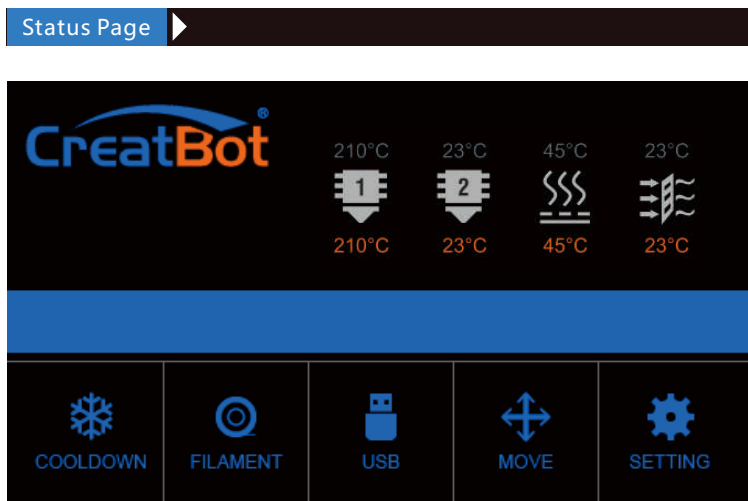 Status Page
CreatBot®
210°C 23°C 45°C 23°C
1 2
210°C 23°C 45°C 23°C
COOLDOWN FILAMENT USB MOVE SETTING